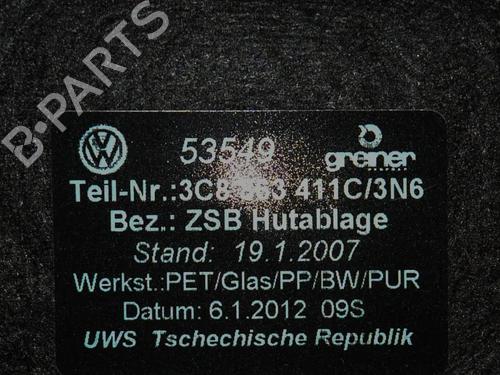 B-PARTS
53549 greiner
Teil-Nr.:3C8 863 411C/3N6
Bez.: ZSB Hutablage
Stand: 19.1.2007
Werkst.:PET/Glas/PP/BW/PUR
Datum: 6.1.2012 09S
UWS Tschechische Republik